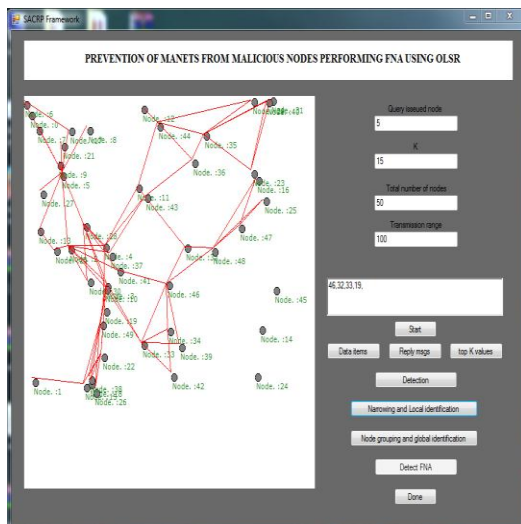 SACRP Framework
PREVENTION OF MANETS FROM MALICIOUS NODES PERFORMING FNA USING OLSR
Node. :6
Node. :8
Node. :21
Node. :9
Node. :5
Node. :27
Node. :44
Node. :35
Node. :36
Node. :23
Node. :16
Node. :25
Node. :11
Node. :43
Node. :47
Node. :48
Node. :4
Node. :37
Node. :41
Node. :46
Node. :45
Node. :19
Node. :49
Node. :34
Node. :33
Node. :39
Node. :14
Node. :22
Node. :1
Node. :42
Node. :24
Node. :26
Query isseued node
5
K
15
Total number of nodes
50
Transmission range
100
46,32,33,19,
Start
Data items
Reply msgs
top K values
Detection
Narrowing and Local identification
Node grouping and global identification
Detect FNA
Done